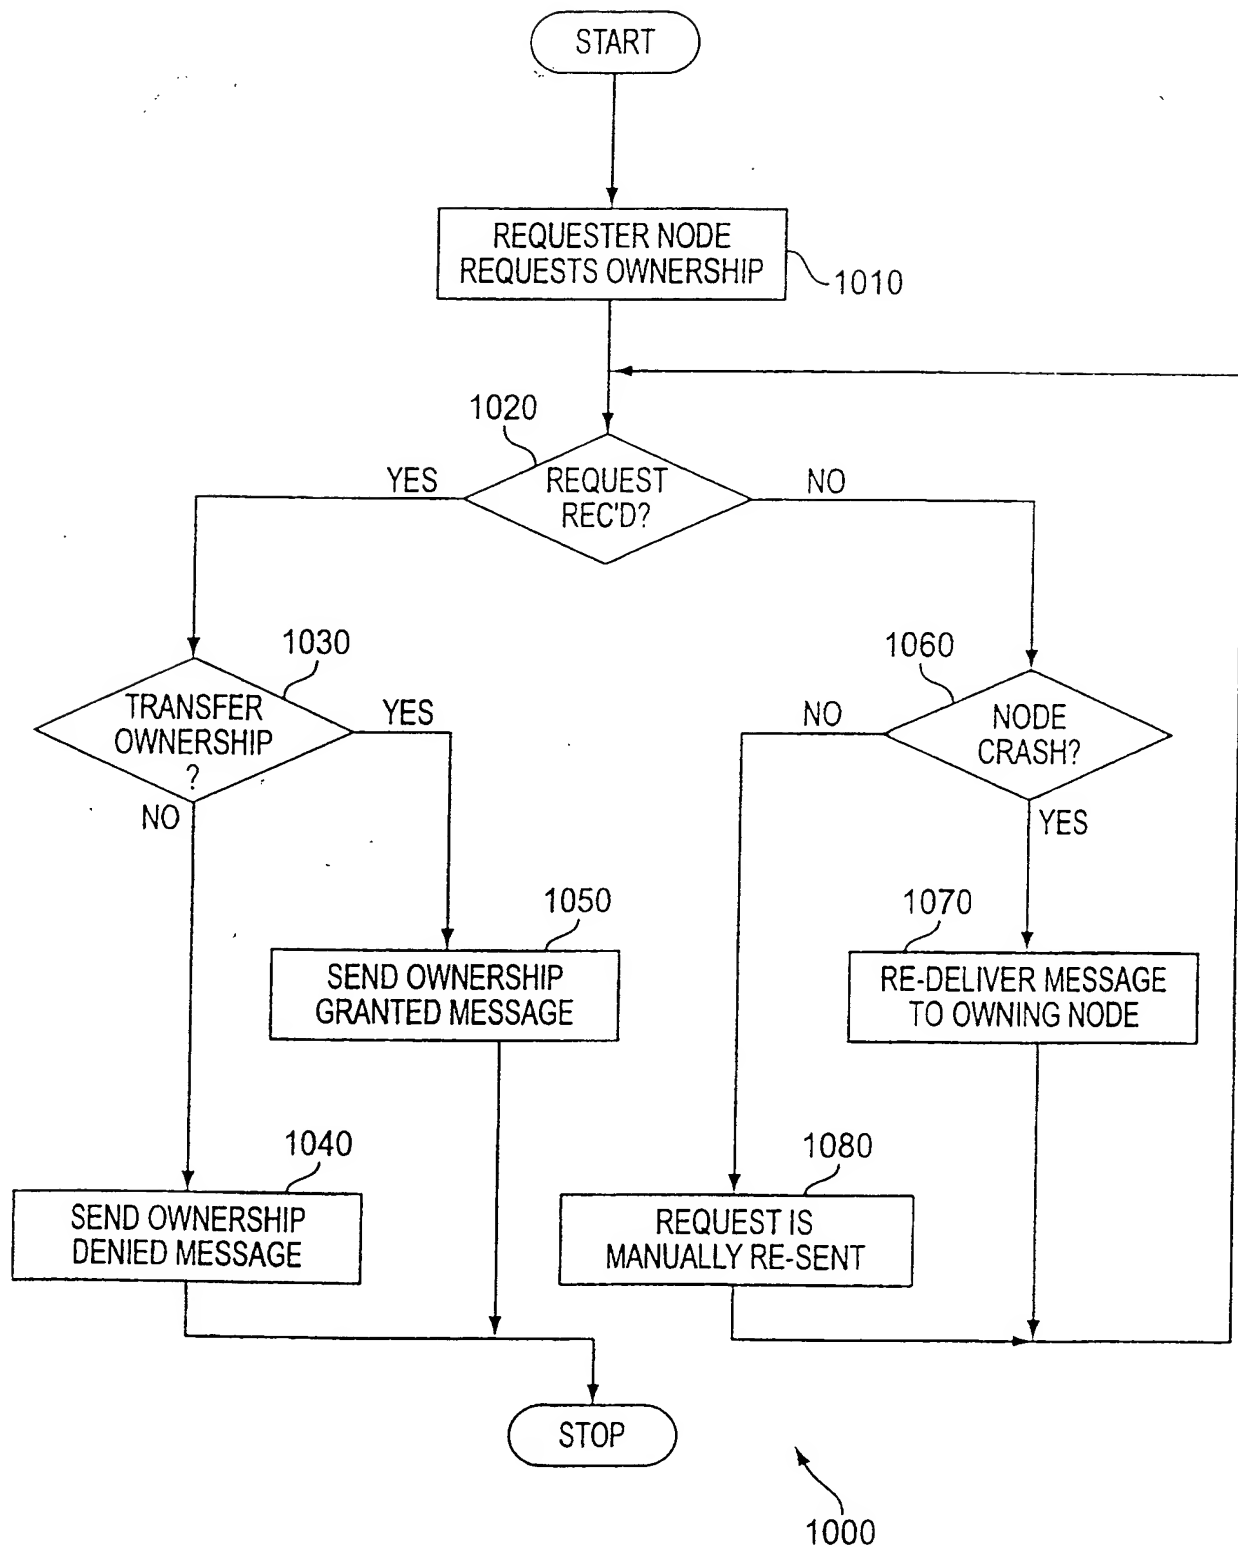 START
REQUESTER NODE
REQUESTS OWNERSHIP
1010
1020
YES
REQUEST
REC'D?
NO
1030
TRANSFER
OWNERSHIP
?
YES
NO
1060
NO
NODE
CRASH?
YES
1050
SEND OWNERSHIP
GRANTED MESSAGE
1070
RE-DELIVER MESSAGE
TO OWNING NODE
1040
SEND OWNERSHIP
DENIED MESSAGE
1080
REQUEST IS
MANUALLY RE-SENT
STOP
1000